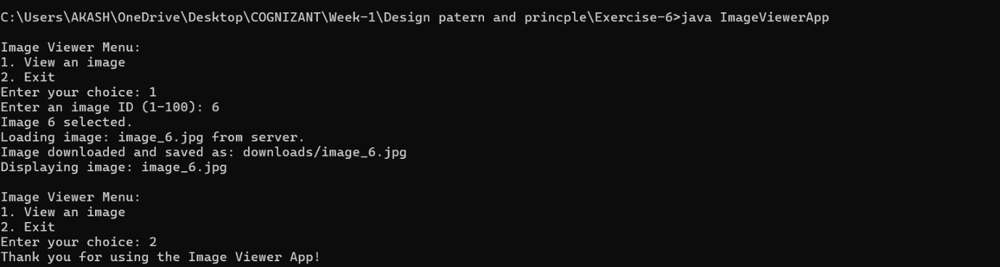 C:\Users\AKASH\OneDrive\Desktop\COGNIZANT\Week-1\Design patern and princple\Exercise-6>java ImageViewerApp
Image Viewer Menu:
1. View an image
2. Exit
Enter your choice: 1
Enter an image ID (1-100): 6
Image 6 selected.
Loading image: image_6.jpg from server.
Image downloaded and saved as: downloads/image_6.jpg
Displaying image: image_6.jpg
Image Viewer Menu:
1. View an image
2. Exit
Enter your choice: 2
Thank you for using the Image Viewer App!